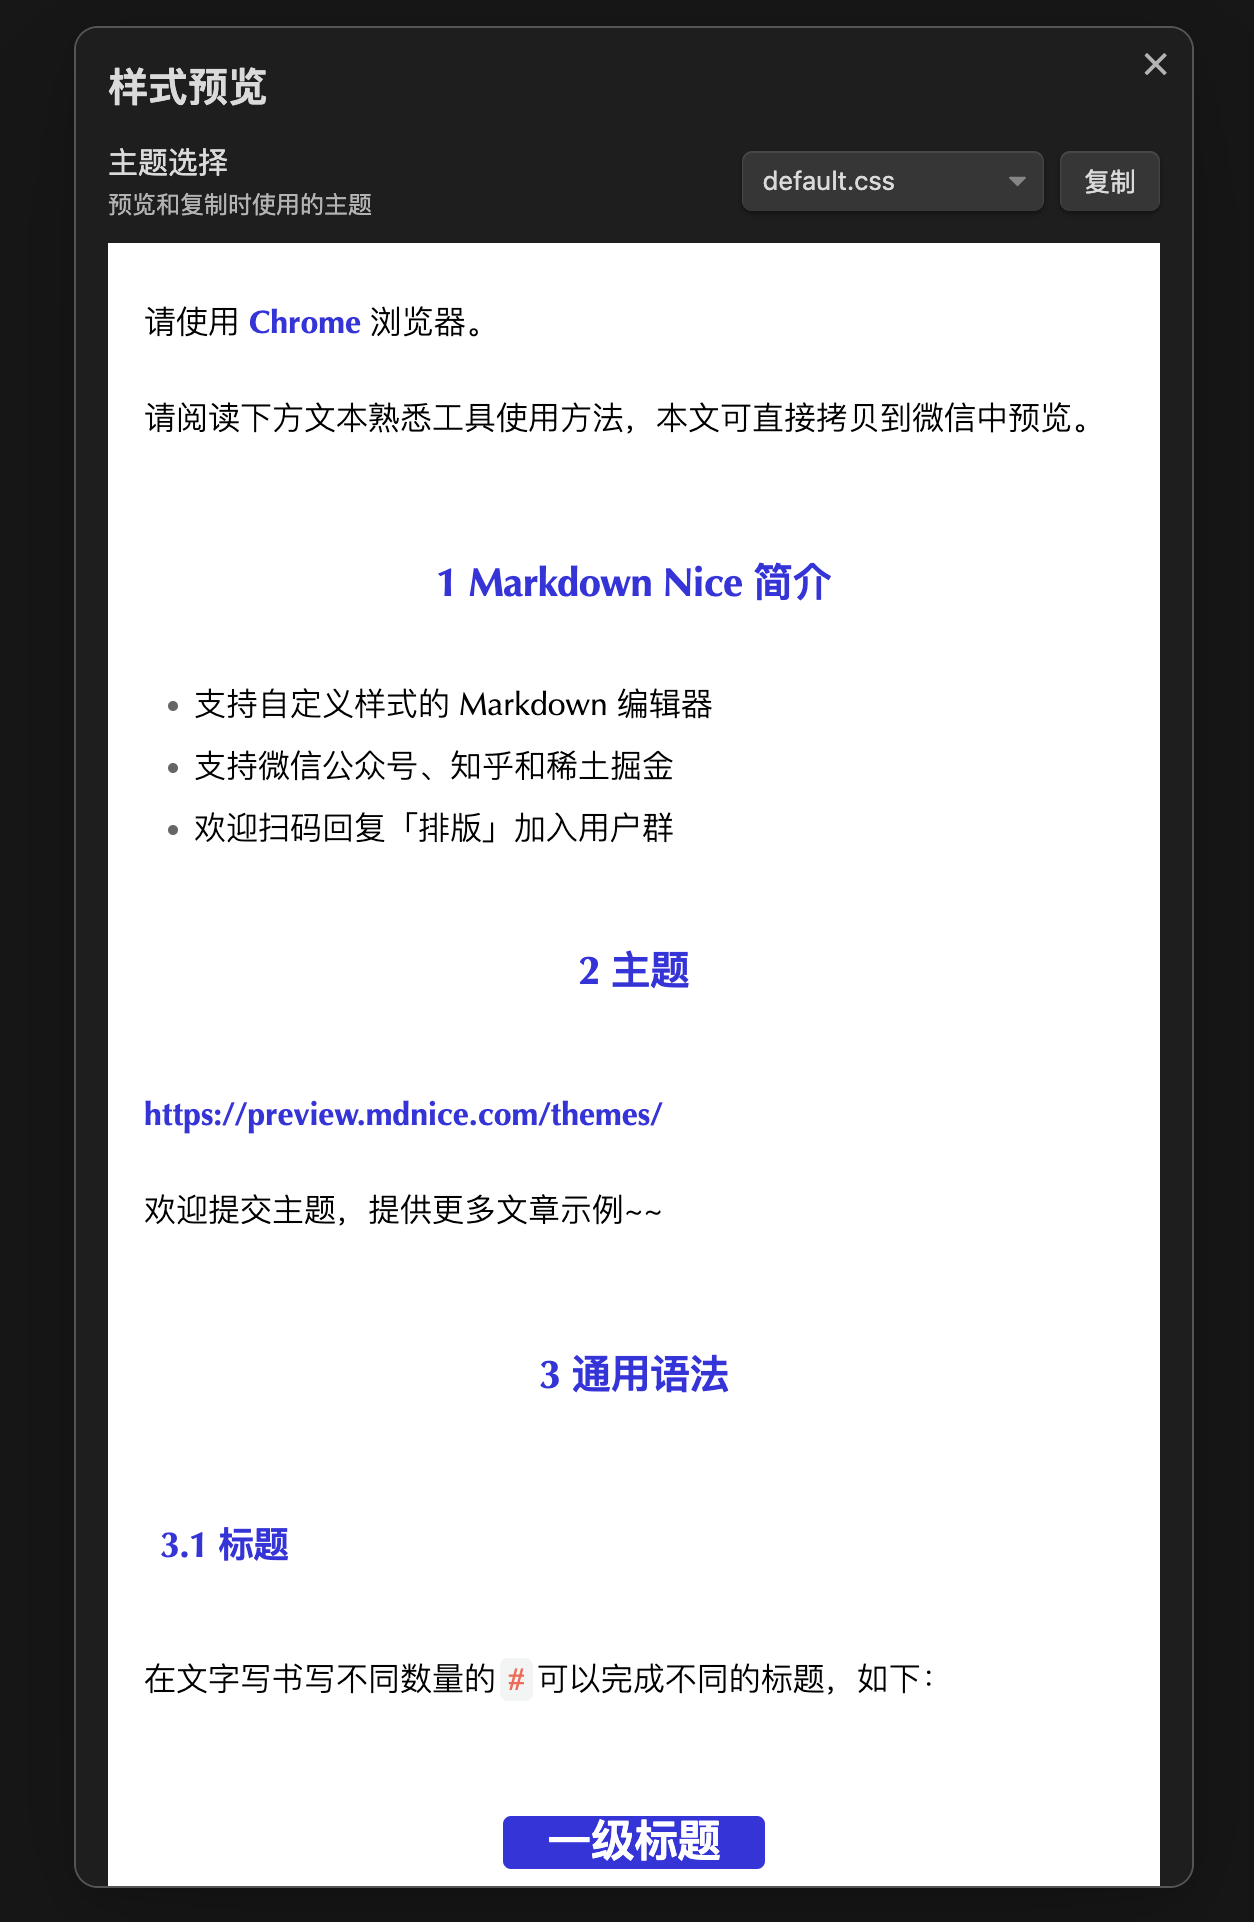 样式预览
主题选择
预览和复制时使用的主题
default.css
复制
请使用 Chrome 浏览器。
请阅读下方文本熟悉工具使用方法，本文可直接拷贝到微信中预览。
1 Markdown Nice 简介
支持自定义样式的 Markdown 编辑器
支持微信公众号、知乎和稀土掘金
欢迎扫码回复「排版」加入用户群
2 主题
https://preview.mdnice.com/themes/
欢迎提交主题，提供更多文章示例~~
3 通用语法
3.1 标题
在文字写书写不同数量的 # 可以完成不同的标题，如下：
一级标题